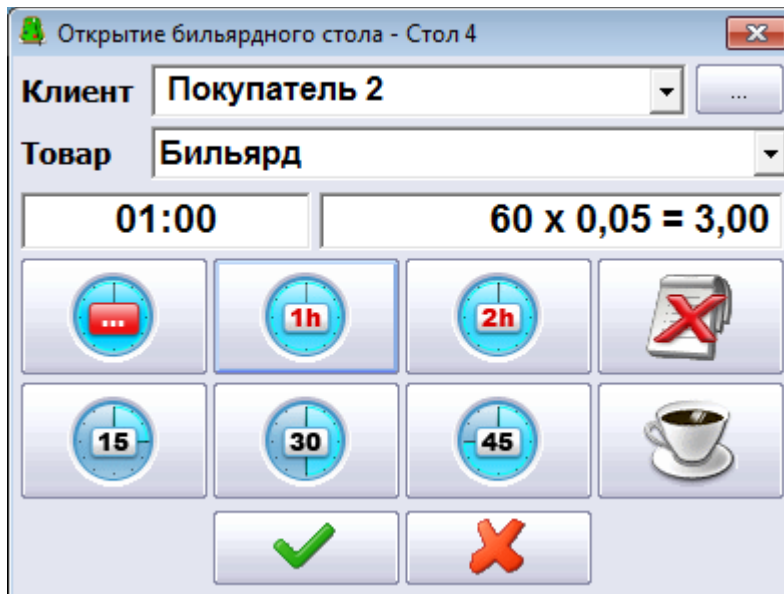 Открытие бильярдного стола - Стол 4
Клиент Покупатель 2 ...
Товар Бильярд
01:00 60 x 0,05 = 3,00
... 1h 2h
15 30 45